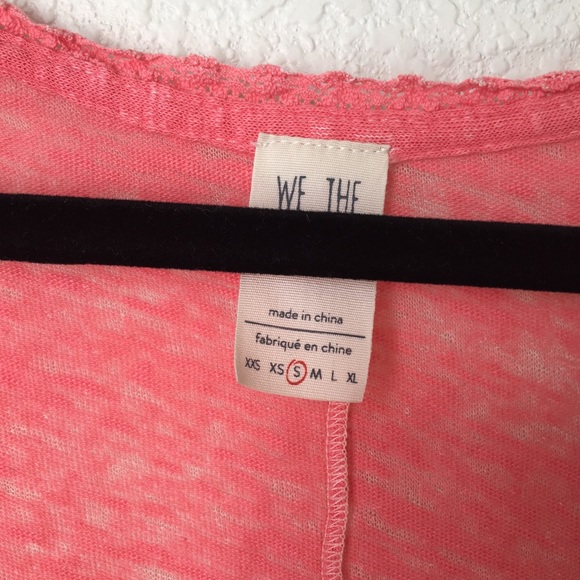 WE THE
made in china
fabriqué en chine
XXS XS S M L XL